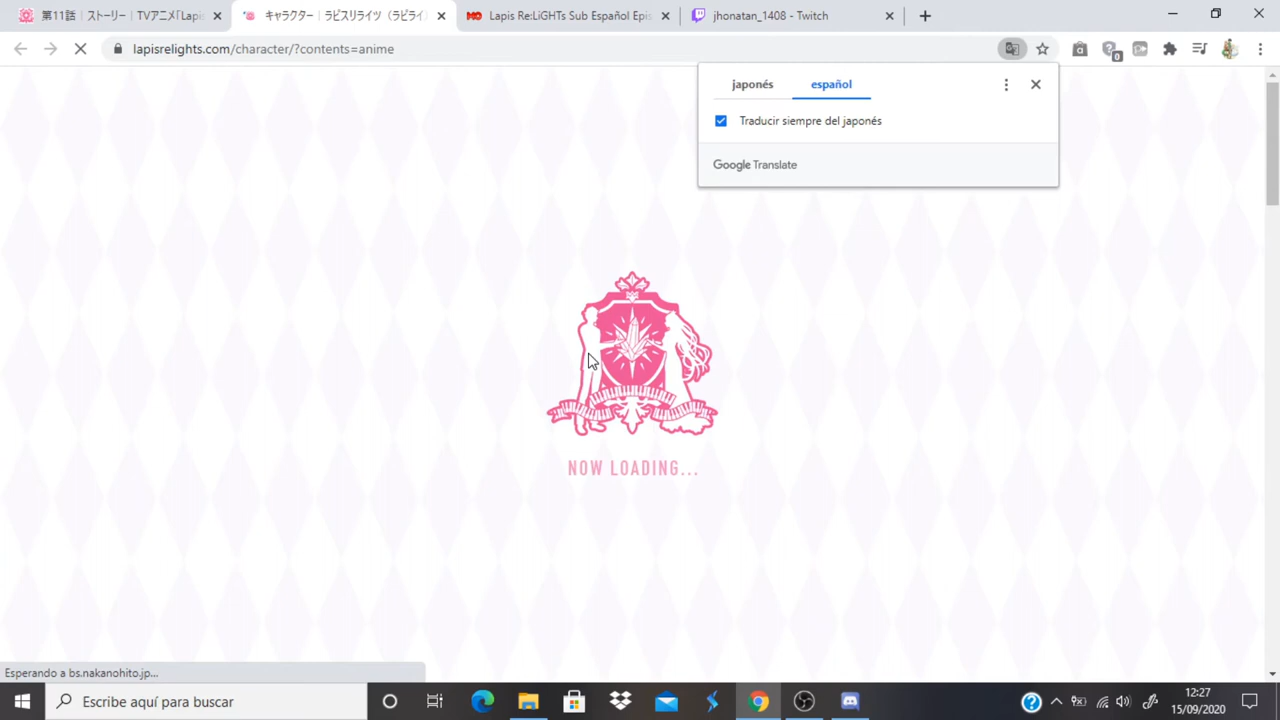 第11話｜ストーリー｜TVアニメ「Lapis
キャラクター｜ラピスリライツ（ラピライ
Lapis Re:LiGHTs Sub Español Epis
jhonatan_1408 - Twitch
lapisrelights.com/character/?contents=anime
japonés
español
Traducir siempre del japonés
Google Translate
NOW LOADING...
Esperando a bs.nakanohito.jp...
Escribe aquí para buscar
12:27
15/09/2020